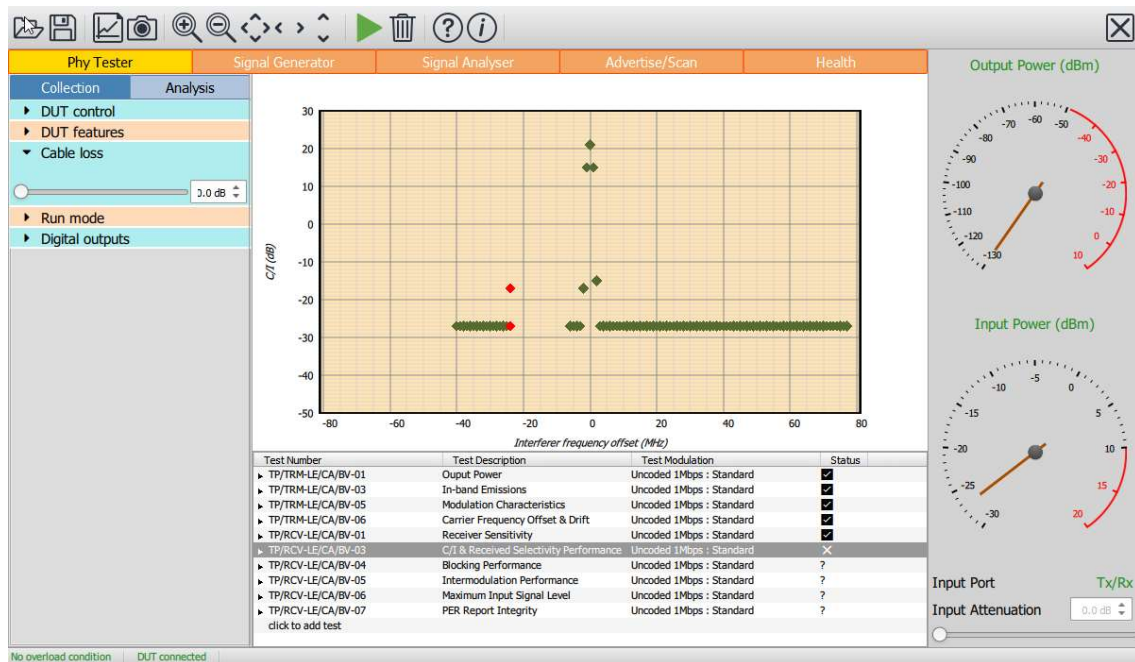 Phy Tester Signal Generator Signal Analyser Advertise/Scan Health
Collection Analysis
DUT control
DUT features
Cable loss
0.0 dB
Run mode
Digital outputs
30
20
10
0
-10
-20
-30
-40
-50
C/I (dB)
-80 -60 -40 -20 0 20 40 60 80
Interferer frequency offset (MHz)
Test Number Test Description Test Modulation Status
TP/TRM-LE/CA/BV-01 Ouput Power Uncoded 1Mbps : Standard
TP/TRM-LE/CA/BV-03 In-band Emissions Uncoded 1Mbps : Standard
TP/TRM-LE/CA/BV-05 Modulation Characteristics Uncoded 1Mbps : Standard
TP/TRM-LE/CA/BV-06 Carrier Frequency Offset & Drift Uncoded 1Mbps : Standard
TP/RCV-LE/CA/BV-01 Receiver Sensitivity Uncoded 1Mbps : Standard
TP/RCV-LE/CA/BV-03 C/I & Received Selectivity Performance Uncoded 1Mbps : Standard
TP/RCV-LE/CA/BV-04 Blocking Performance Uncoded 1Mbps : Standard ?
TP/RCV-LE/CA/BV-05 Intermodulation Performance Uncoded 1Mbps : Standard ?
TP/RCV-LE/CA/BV-06 Maximum Input Signal Level Uncoded 1Mbps : Standard ?
TP/RCV-LE/CA/BV-07 PER Report Integrity Uncoded 1Mbps : Standard ?
click to add test
Output Power (dBm)
-130 -120 -110 -100 -90 -80 -70 -60 -50 -40 -30 -20 -10 0 10
Input Power (dBm)
-30 -25 -20 -15 -10 -5 0 5 10 15 20
Input Port Tx/Rx
Input Attenuation 0.0 dB
No overload condition DUT connected